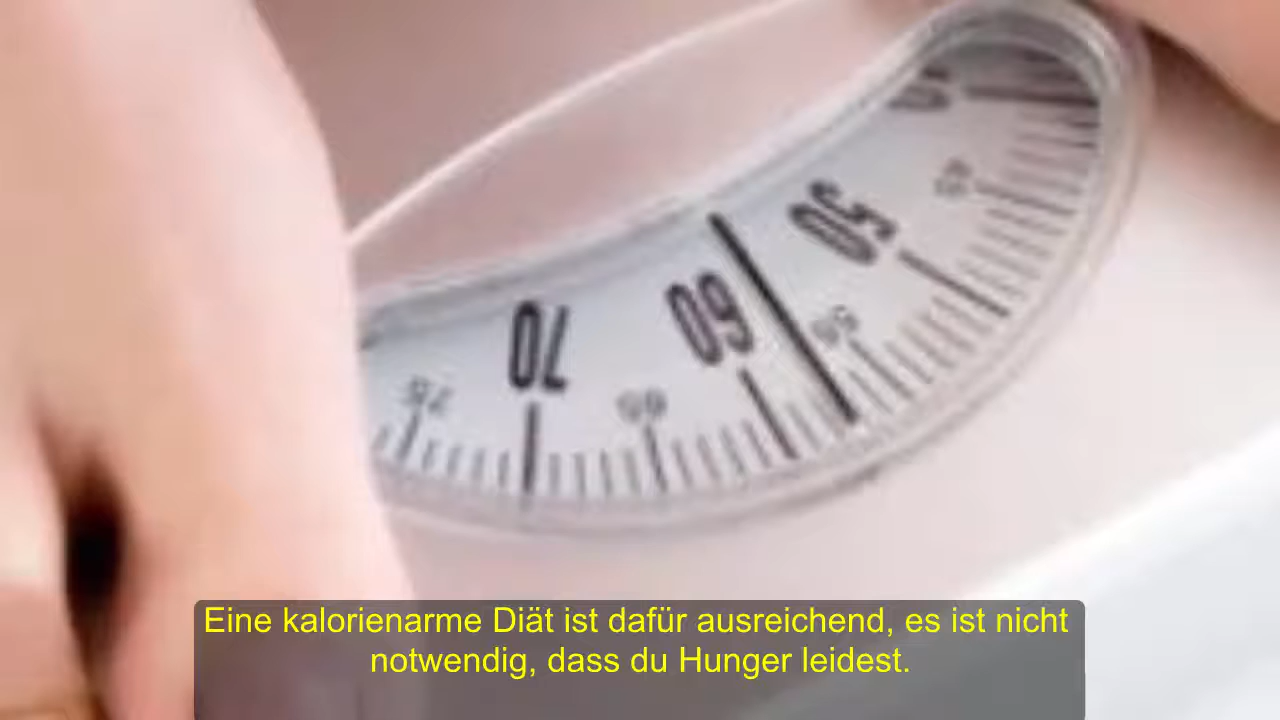 50
60
70
Eine kalorienarme Diät ist dafür ausreichend, es ist nicht
notwendig, dass du Hunger leidest.